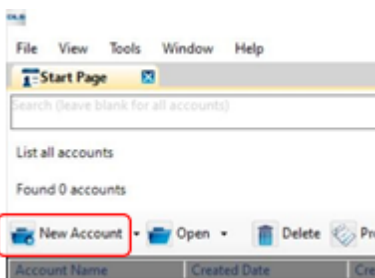 File View Tools Window Help
Start Page
Search (leave blank for all accounts)
List all accounts
Found 0 accounts
New Account Open Delete
Account Name Created Date